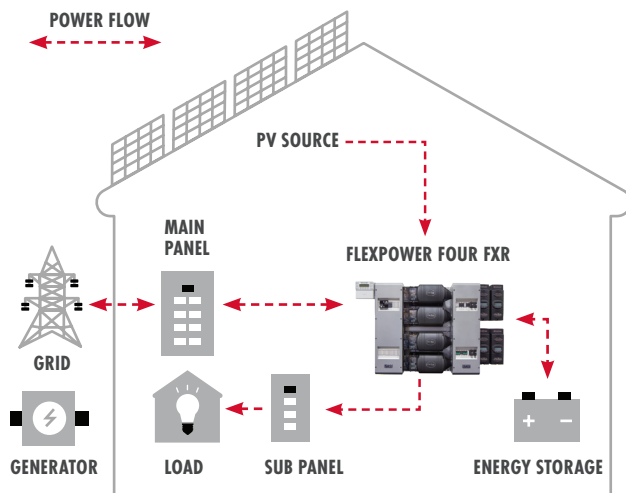 POWER FLOW
PV SOURCE
MAIN
PANEL
FLEXPOWER FOUR FXR
GRID
GENERATOR
LOAD
SUB PANEL
+ −
ENERGY STORAGE